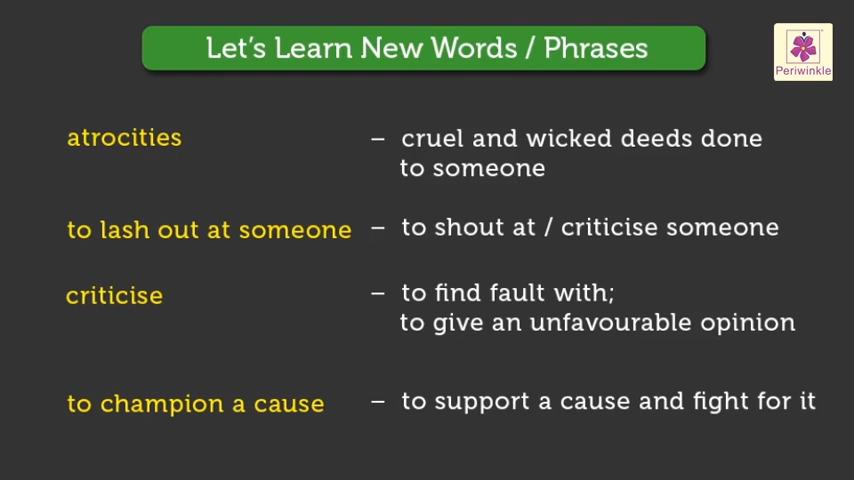 Let's Learn New Words / Phrases
Periwinkle
atrocities – cruel and wicked deeds done
to someone
to lash out at someone – to shout at / criticise someone
criticise – to find fault with;
to give an unfavourable opinion
to champion a cause – to support a cause and fight for it